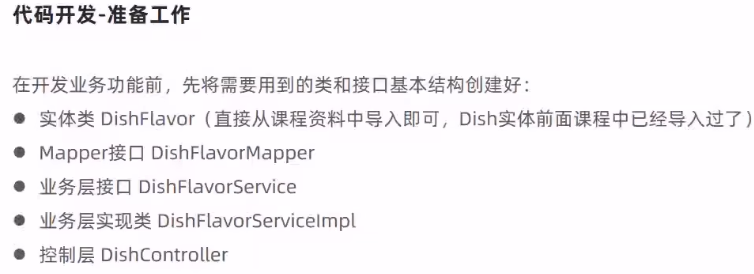 代码开发-准备工作
在开发业务功能前，先将需要用到的类和接口基本结构创建好：
● 实体类 DishFlavor（直接从课程资料中导入即可，Dish实体前面课程中已经导入过了）
● Mapper接口 DishFlavorMapper
● 业务层接口 DishFlavorService
● 业务层实现类 DishFlavorServiceImpl
● 控制层 DishController